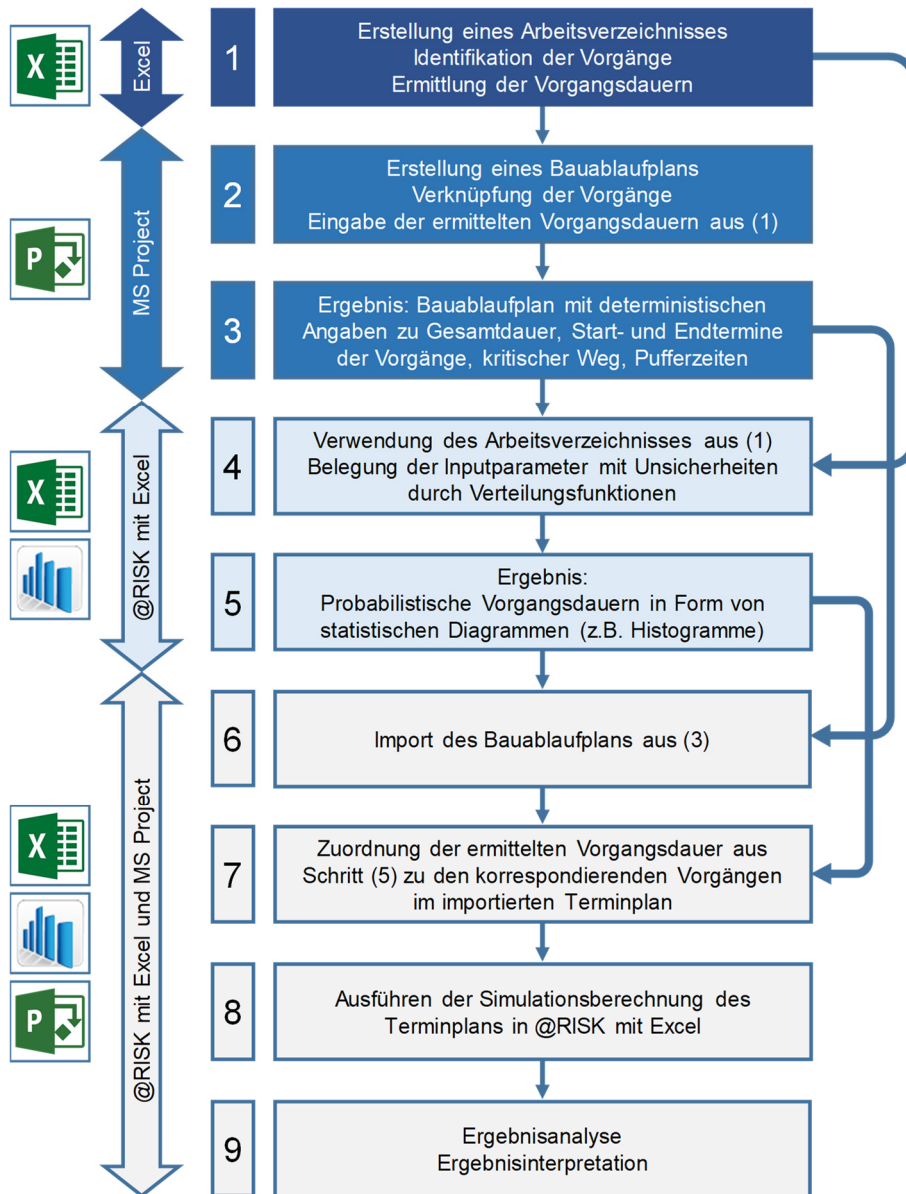 Excel
1
Erstellung eines Arbeitsverzeichnisses
Identifikation der Vorgänge
Ermittlung der Vorgangsdauern
MS Project
2
Erstellung eines Bauablaufplans
Verknüpfung der Vorgänge
Eingabe der ermittelten Vorgangsdauern aus (1)
3
Ergebnis: Bauablaufplan mit deterministischen
Angaben zu Gesamtdauer, Start- und Endtermine
der Vorgänge, kritischer Weg, Pufferzeiten
@RISK mit Excel
4
Verwendung des Arbeitsverzeichnisses aus (1)
Belegung der Inputparameter mit Unsicherheiten
durch Verteilungsfunktionen
5
Ergebnis:
Probabilistische Vorgangsdauern in Form von
statistischen Diagrammen (z.B. Histogramme)
@RISK mit Excel und MS Project
6
Import des Bauablaufplans aus (3)
7
Zuordnung der ermittelten Vorgangsdauer aus
Schritt (5) zu den korrespondierenden Vorgängen
im importierten Terminplan
8
Ausführen der Simulationsberechnung des
Terminplans in @RISK mit Excel
9
Ergebnisanalyse
Ergebnisinterpretation
X
P
X
X
P